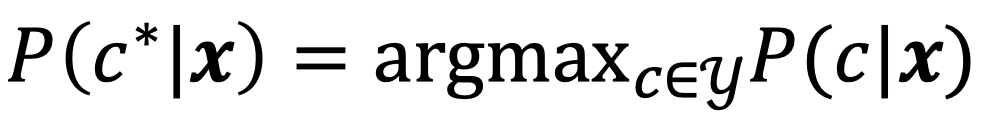 P(c*|x) = argmax_{c∈𝒴} P(c|x)